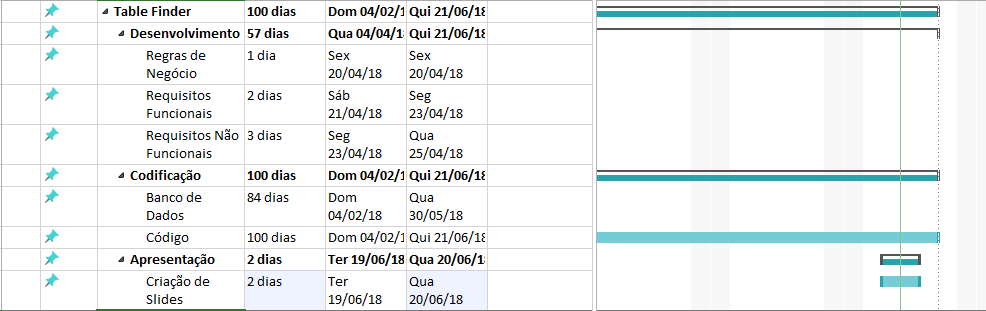 Table Finder 100 dias Dom 04/02/1 Qui 21/06/18
Desenvolvimento 57 dias Qua 04/04/1 Qui 21/06/18
Regras de Negócio 1 dia Sex 20/04/18 Sex 20/04/18
Requisitos Funcionais 2 dias Sáb 21/04/18 Seg 23/04/18
Requisitos Não Funcionais 3 dias Seg 23/04/18 Qua 25/04/18
Codificação 100 dias Dom 04/02/1 Qui 21/06/18
Banco de Dados 84 dias Dom 04/02/18 Qua 30/05/18
Código 100 dias Dom 04/02/1 Qui 21/06/18
Apresentação 2 dias Ter 19/06/18 Qua 20/06/18
Criação de Slides 2 dias Ter 19/06/18 Qua 20/06/18